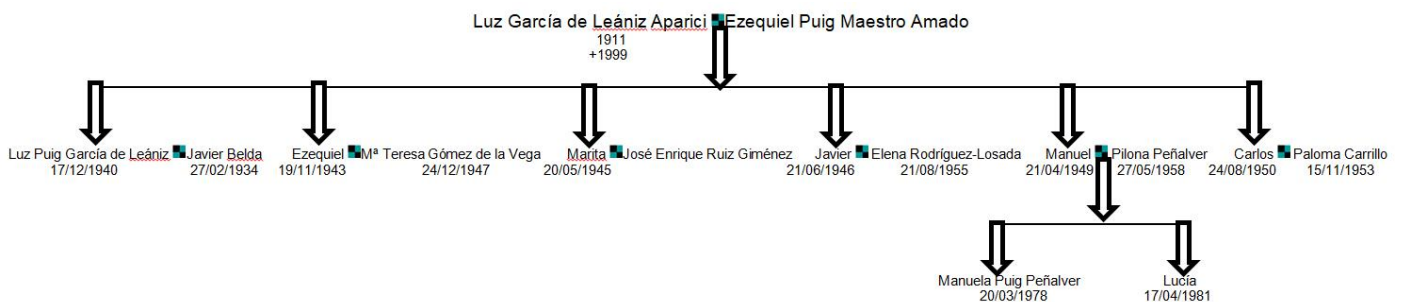 Luz García de Leániz Aparici Ezequiel Puig Maestro Amado
1911
+1999
Luz Puig García de Leániz Javier Belda Ezequiel Mª Teresa Gómez de la Vega Marita José Enrique Ruiz Giménez Javier Elena Rodríguez-Losada Manuel Pilona Peñalver Carlos Paloma Carrillo
17/12/1940 27/02/1934 19/11/1943 24/12/1947 20/05/1945 21/06/1946 21/08/1955 21/04/1949 27/05/1958 24/08/1950 15/11/1953
Manuela Puig Peñalver Lucía
20/03/1978 17/04/1981